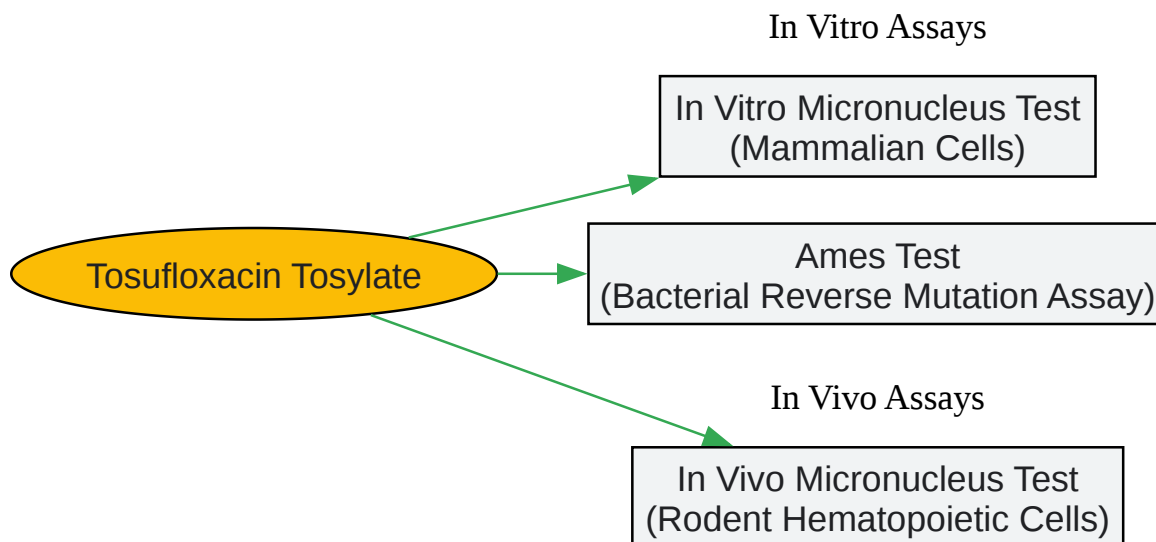 In Vitro Assays
In Vitro Micronucleus Test
(Mammalian Cells)
Tosufloxacin Tosylate
Ames Test
(Bacterial Reverse Mutation Assay)
In Vivo Assays
In Vivo Micronucleus Test
(Rodent Hematopoietic Cells)